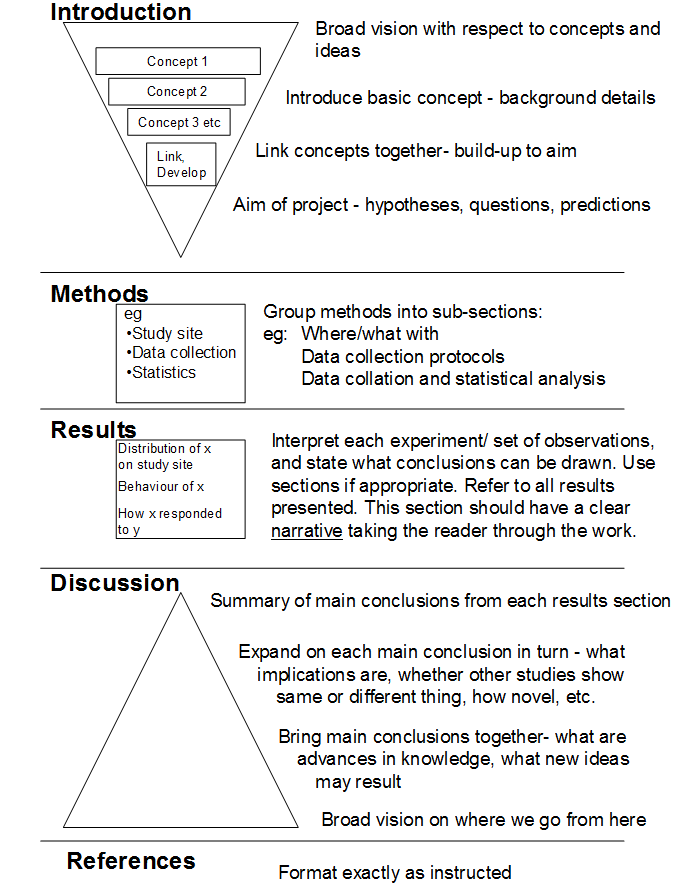 Introduction
Broad vision with respect to concepts and
ideas
Concept 1
Concept 2
Introduce basic concept - background details
Concept 3 etc
Link,
Develop
Link concepts together- build-up to aim
Aim of project - hypotheses, questions, predictions
Methods
eg
•Study site
•Data collection
•Statistics
Group methods into sub-sections:
eg: Where/what with
Data collection protocols
Data collation and statistical analysis
Results
Distribution of x
on study site
Behaviour of x
How x responded
to y
Interpret each experiment/ set of observations,
and state what conclusions can be drawn. Use
sections if appropriate. Refer to all results
presented. This section should have a clear
narrative taking the reader through the work.
Discussion
Summary of main conclusions from each results section
Expand on each main conclusion in turn - what
implications are, whether other studies show
same or different thing, how novel, etc.
Bring main conclusions together- what are
advances in knowledge, what new ideas
may result
Broad vision on where we go from here
References
Format exactly as instructed